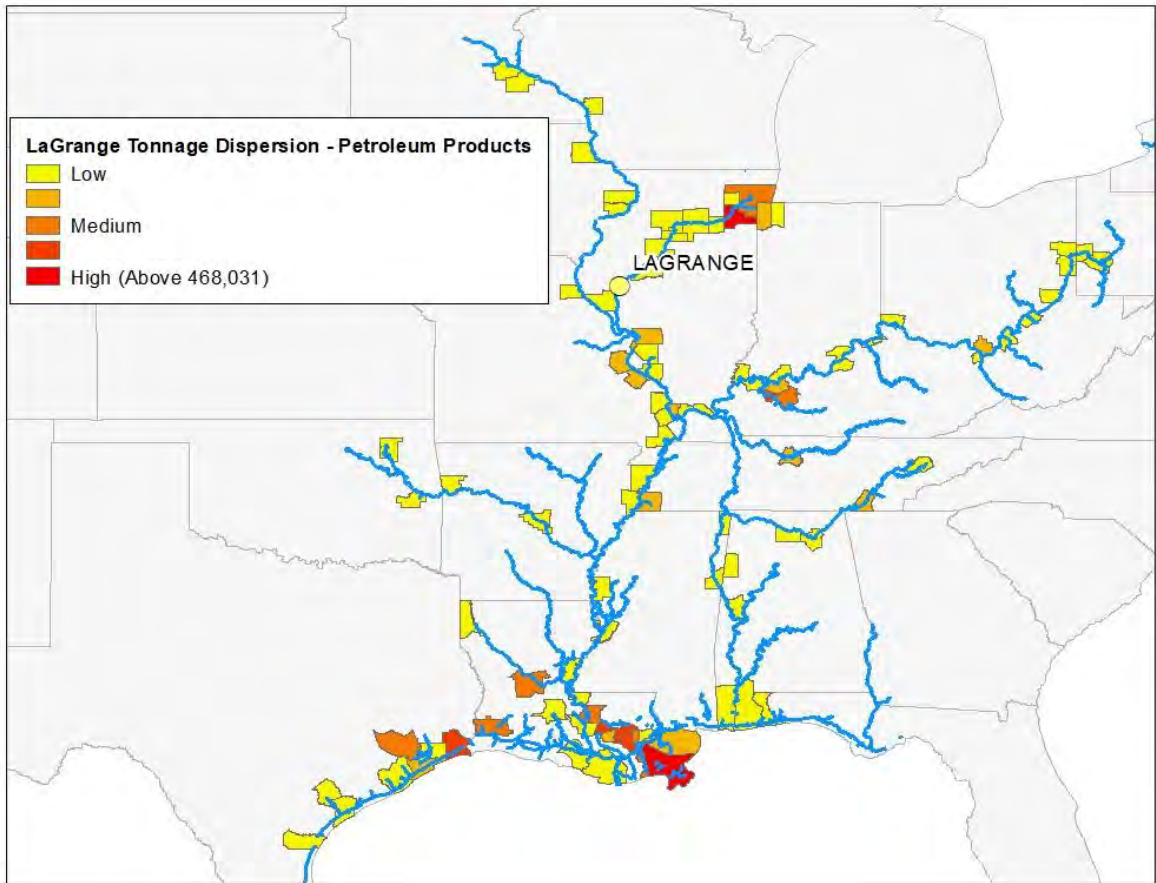 LaGrange Tonnage Dispersion - Petroleum Products
Low
Medium
High (Above 468,031)
LAGRANGE